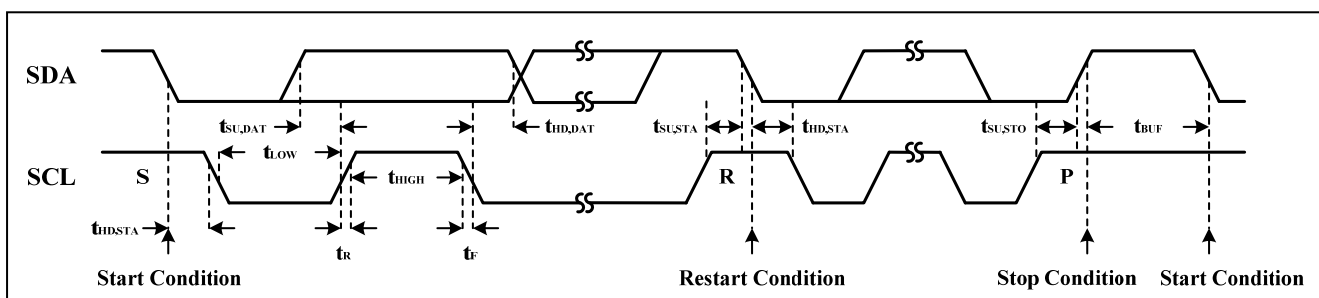 SDA
tSU,DAT
tHD,DAT
tSU,STA
tHD,STA
tSU,STO
tBUF
tLOW
SCL
S
tHIGH
R
P
tHD,STA
tR
tF
Start Condition
Restart Condition
Stop Condition
Start Condition